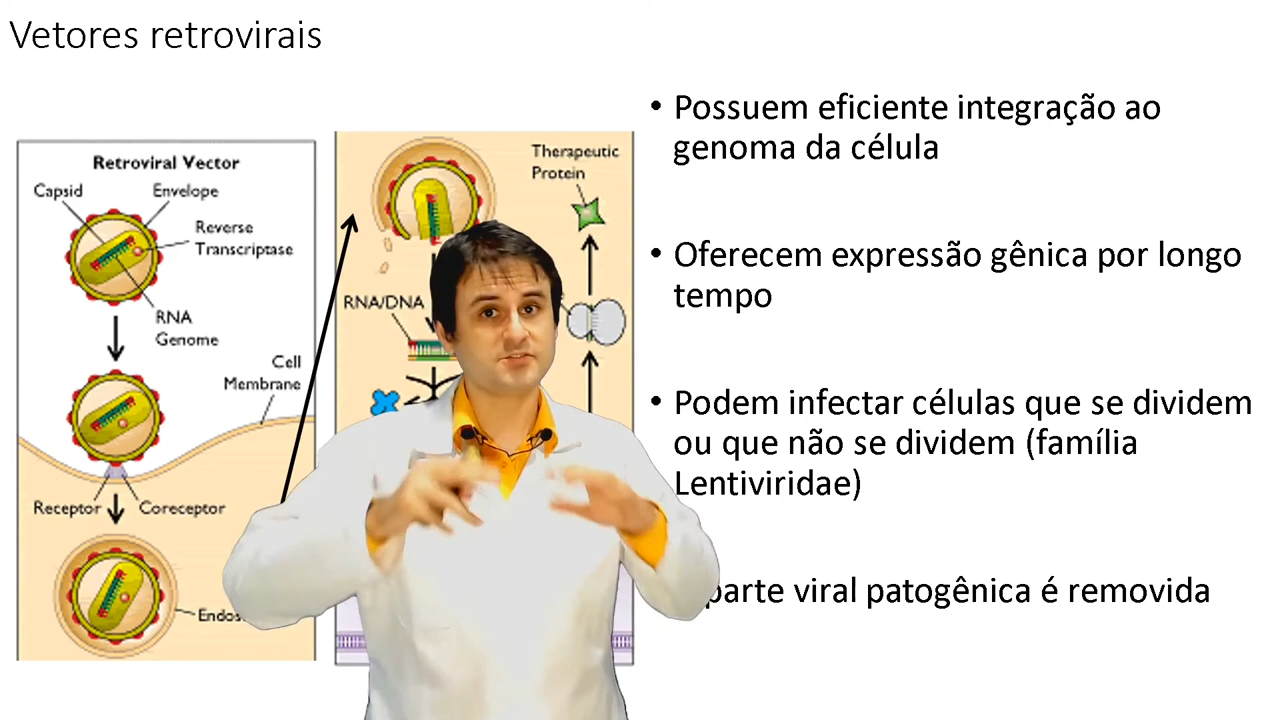 Vetores retrovirais
Retroviral Vector
Capsid
Envelope
Reverse
Transcriptase
RNA
Genome
Cell
Membrane
Receptor
Coreceptor
Therapeutic
Protein
RNA/DNA
• Possuem eficiente integração ao
genoma da célula
• Oferecem expressão gênica por longo
tempo
• Podem infectar células que se dividem
ou que não se dividem (família
Lentiviridae)
parte viral patogênica é removida